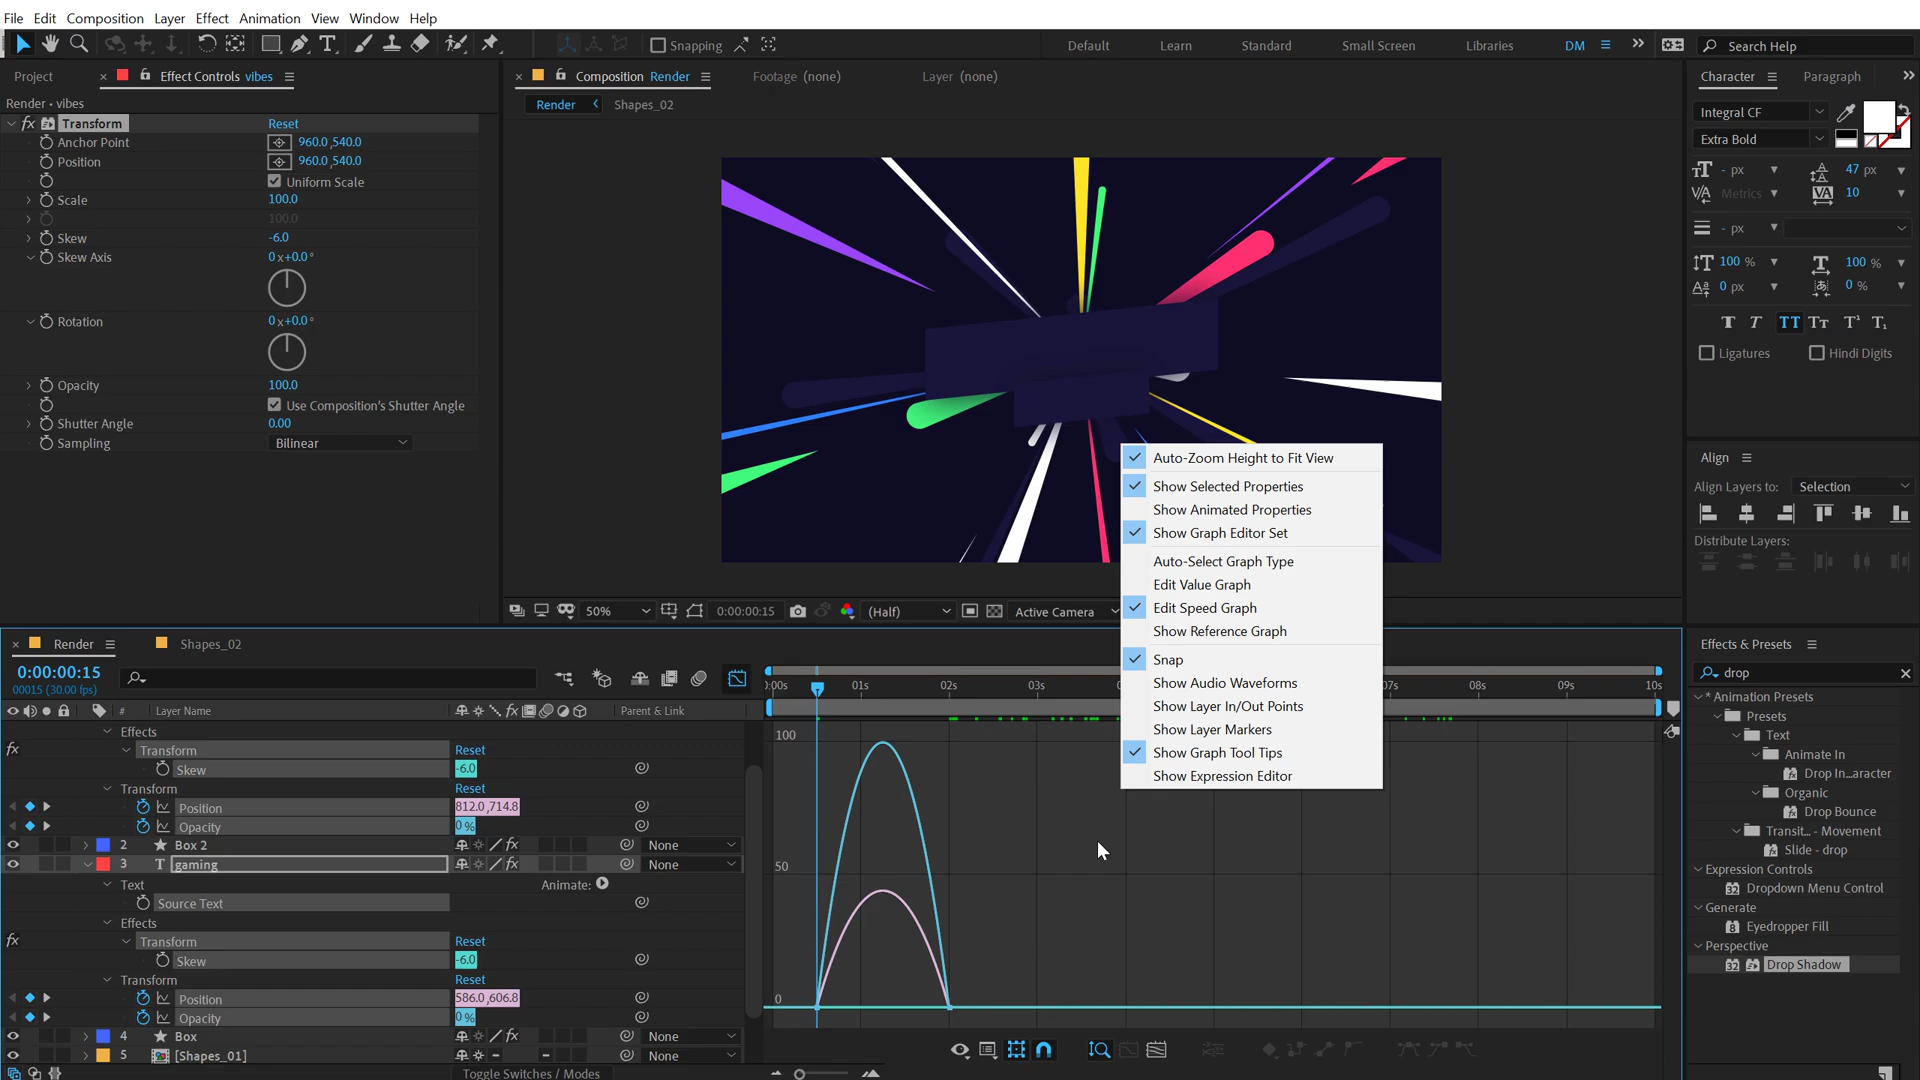 File Edit Composition Layer Effect Animation View Window Help
Snapping
Default Learn Standard Small Screen Libraries DM Search Help
Project Effect Controls vibes
Composition Render Footage (none) Layer (none)
Character Paragraph
Render • vibes
Render Shapes_02
Transform Reset
Anchor Point 960.0 ,540.0
Position 960.0 ,540.0
Uniform Scale
Scale 100.0
100.0
Skew -6.0
Skew Axis 0 x+0.0 °
Rotation 0 x+0.0 °
Opacity 100.0
Use Composition's Shutter Angle
Shutter Angle 0.00
Sampling Bilinear
Integral CF
Extra Bold
- px 47 px
Metrics 10
- px
100 % 100 %
0 px 0 %
Ligatures Hindi Digits
Align
Align Layers to: Selection
Distribute Layers:
Auto-Zoom Height to Fit View
Show Selected Properties
Show Animated Properties
Show Graph Editor Set
Auto-Select Graph Type
Edit Value Graph
Edit Speed Graph
Show Reference Graph
Snap
Show Audio Waveforms
Show Layer In/Out Points
Show Layer Markers
Show Graph Tool Tips
Show Expression Editor
50% 0:00:00:15 (Half) Active Camera
Render Shapes_02
0:00:00:15
00015 (30.00 fps)
:00s 01s 02s 03s 07s 08s 09s 10s
# Layer Name Parent & Link
Effects
Transform Reset
Skew -6.0
Transform Reset
Position 812.0 ,714.8
Opacity 0 %
2 Box 2 None
3 T gaming None
Text Animate:
Source Text
Effects
Transform Reset
Skew -6.0
Transform Reset
Position 586.0 ,606.8
Opacity 0 %
4 Box None
5 [Shapes_01] None
Toggle Switches / Modes
100
50
0
Effects & Presets
drop
* Animation Presets
Presets
Text
Animate In
Drop In...aracter
Organic
Drop Bounce
Transit... - Movement
Slide - drop
Expression Controls
Dropdown Menu Control
Generate
Eyedropper Fill
Perspective
Drop Shadow